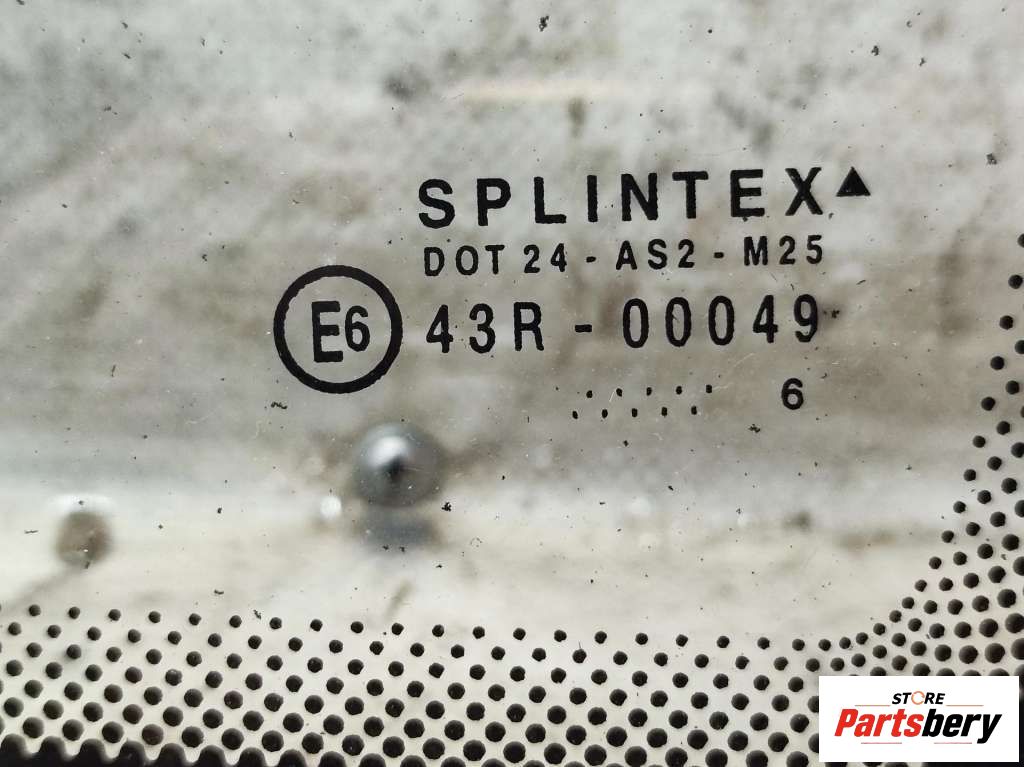 SPLINTEX▲
DOT 24 - AS2 - M25
E6 43R - 00049
6
STORE
Partsbery